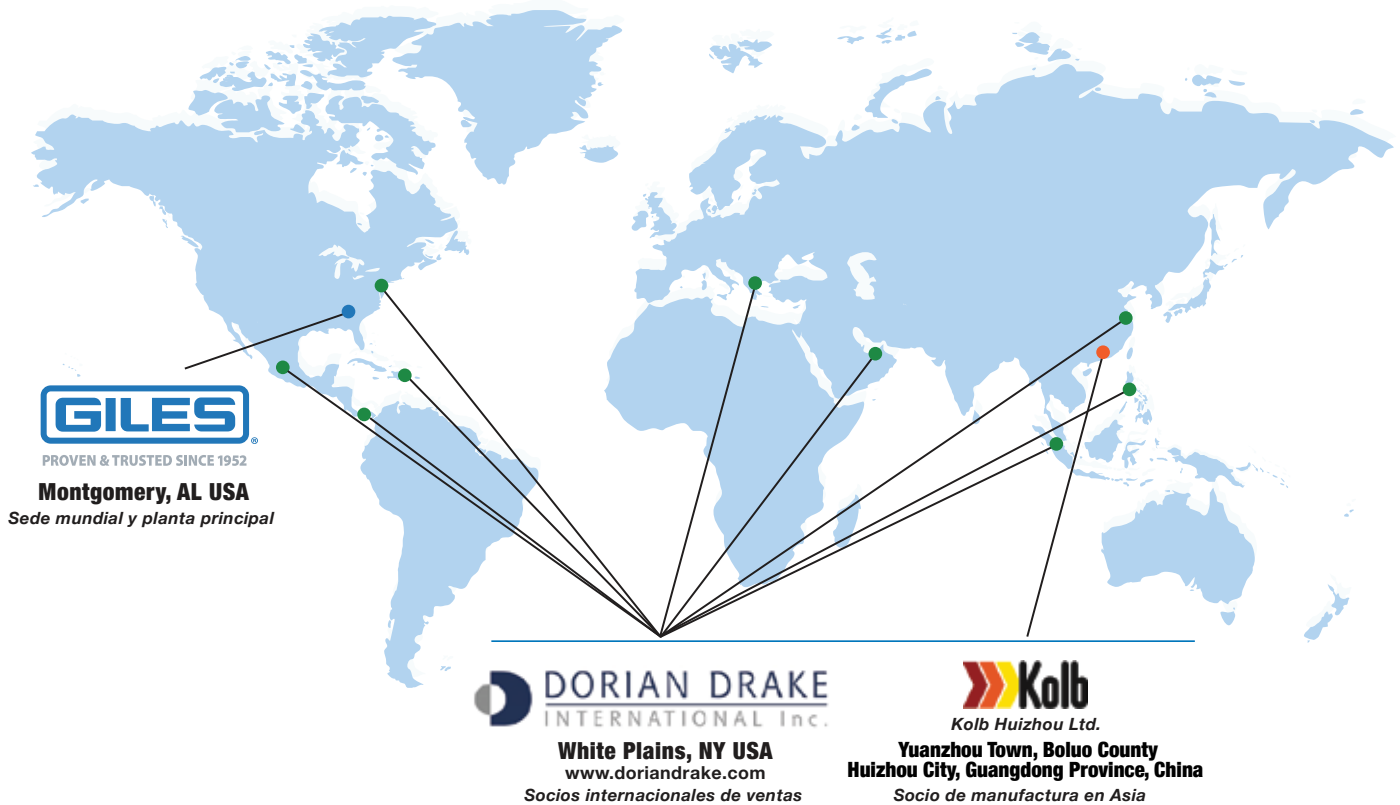 GILES®
PROVEN & TRUSTED SINCE 1952
Montgomery, AL USA
Sede mundial y planta principal
DORIAN DRAKE
INTERNATIONAL Inc.
White Plains, NY USA
www.doriandrake.com
Socios internacionales de ventas
Kolb
Kolb Huizhou Ltd.
Yuanzhou Town, Boluo County
Huizhou City, Guangdong Province, China
Socio de manufactura en Asia